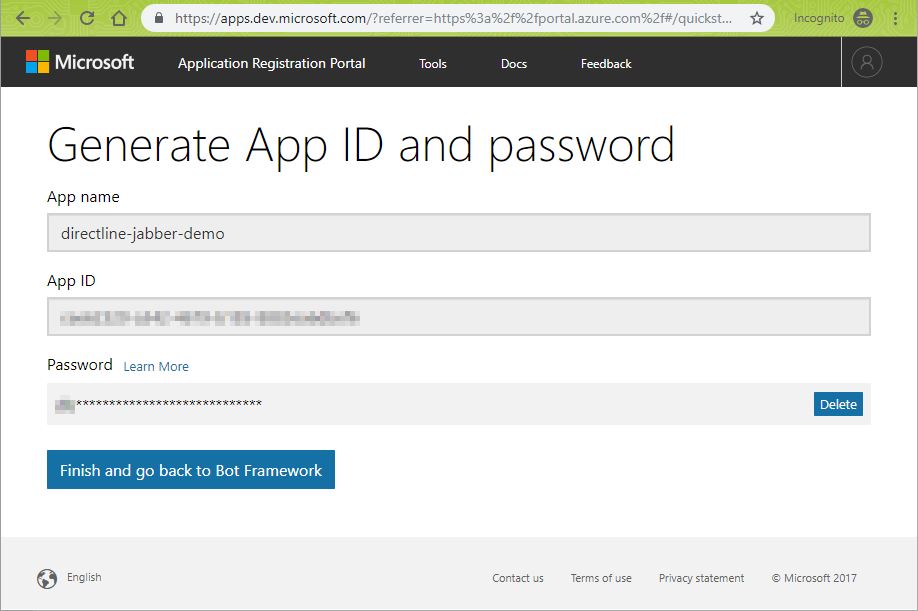 https://apps.dev.microsoft.com/?referrer=https%3a%2f%2fportal.azure.com%2f#/quickst... Incognito
Microsoft Application Registration Portal Tools Docs Feedback
Generate App ID and password
App name
directline-jabber-demo
App ID
Password Learn More
**************************** Delete
Finish and go back to Bot Framework
English Contact us Terms of use Privacy statement © Microsoft 2017